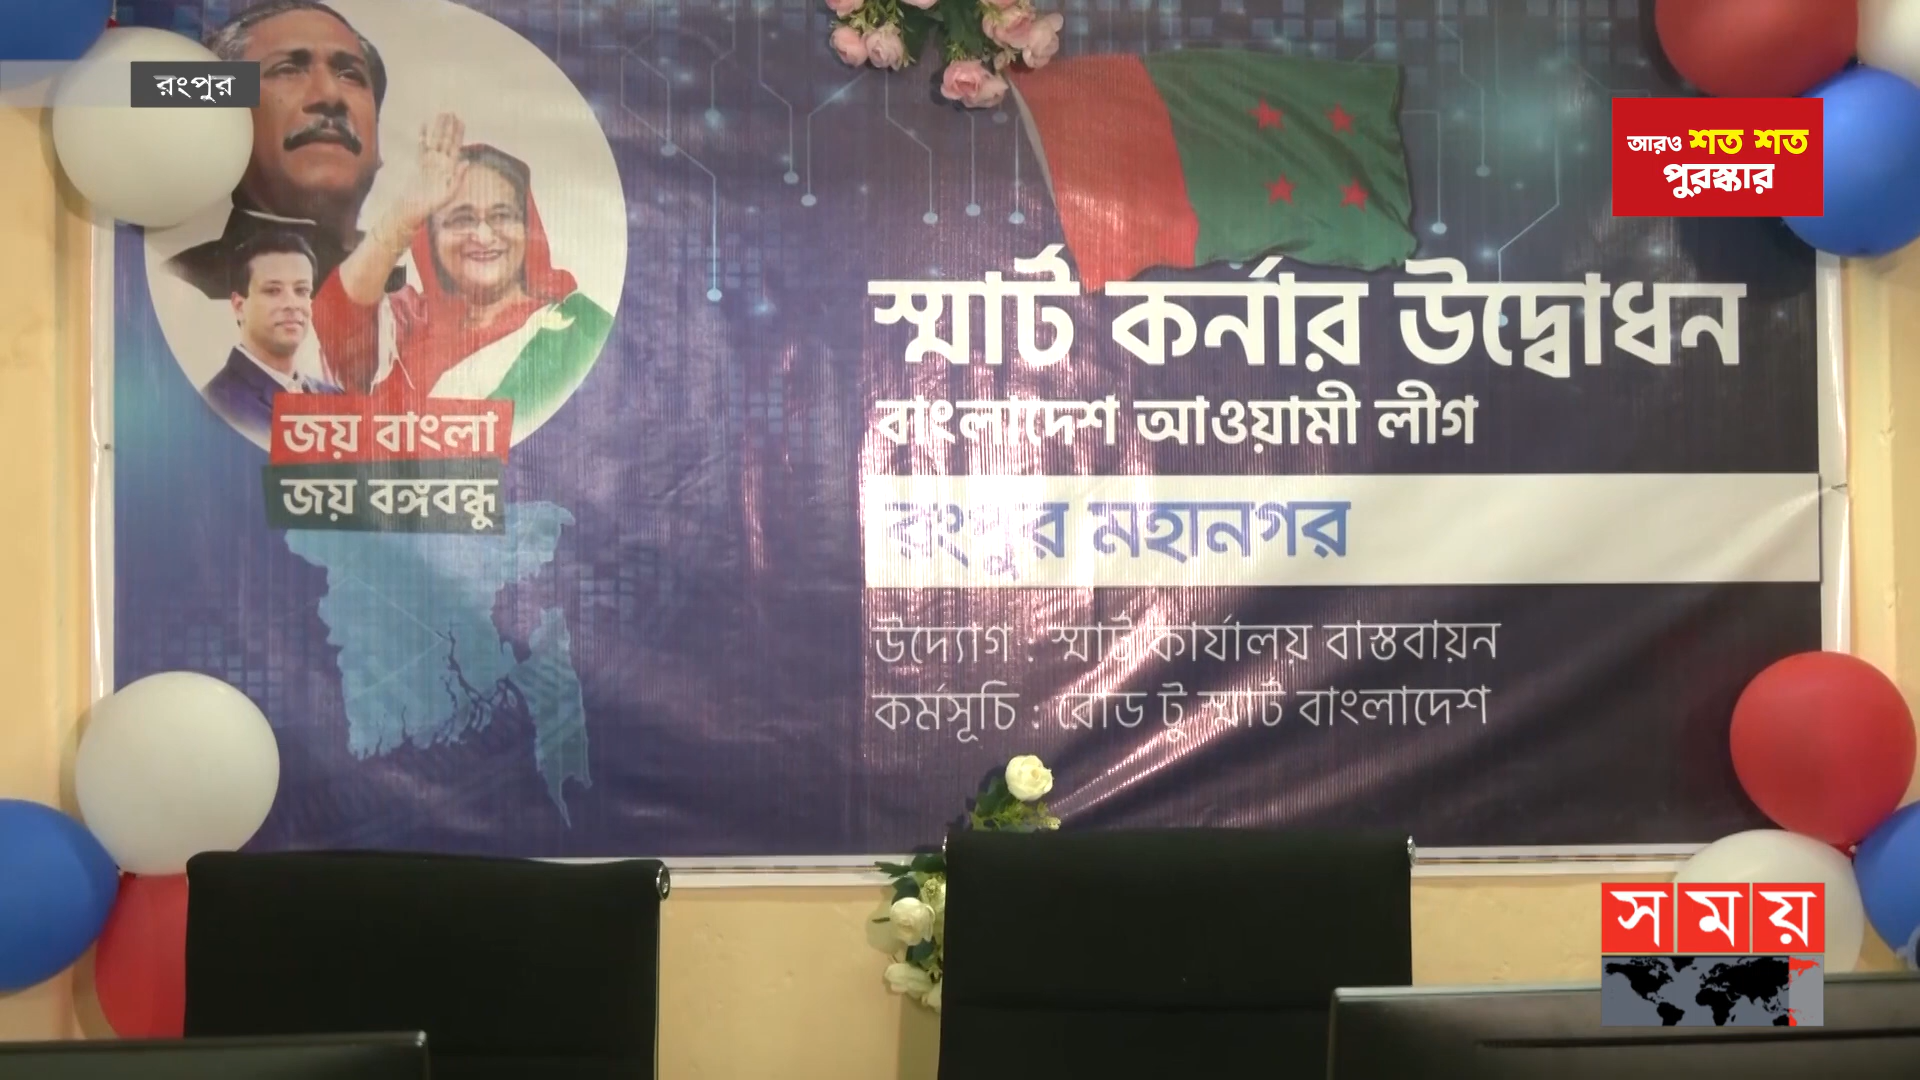 রংপুর
আরও শত শত
পুরস্কার
স্মার্ট কর্নার উদ্বোধন
বাংলাদেশ আওয়ামী লীগ
রংপুর মহানগর
উদ্যোগ : স্মার্ট কার্যালয় বাস্তবায়ন
কর্মসূচি : রোড টু স্মার্ট বাংলাদেশ
জয় বাংলা
জয় বঙ্গবন্ধু
সময়